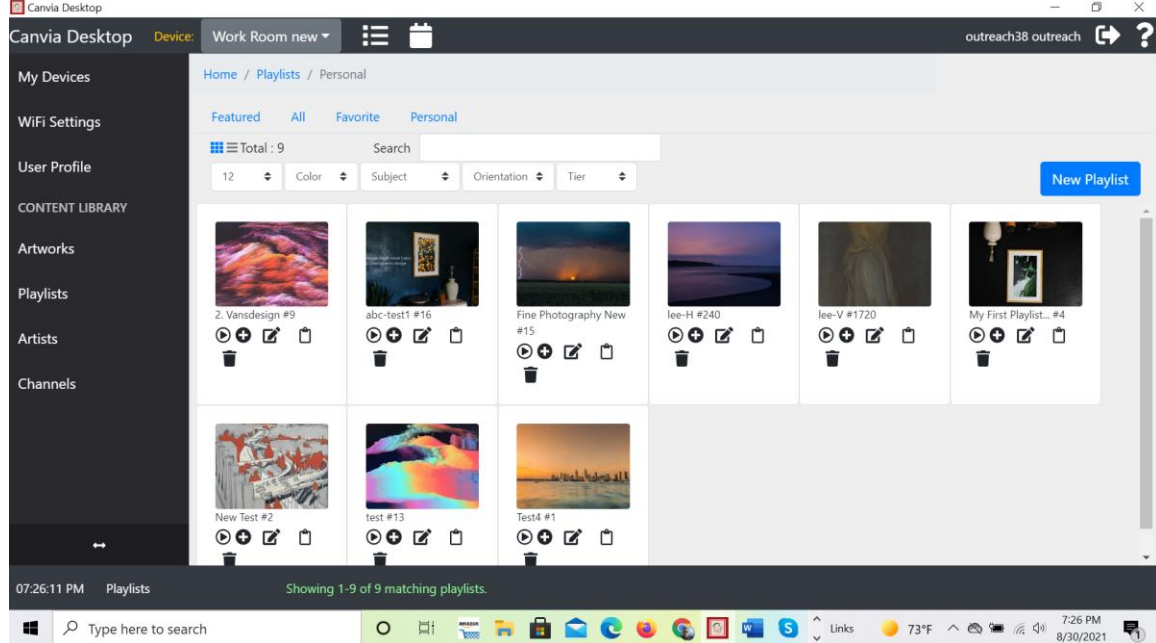 Canvia Desktop
Canvia Desktop Device: Work Room new outreach38 outreach ?
My Devices
WiFi Settings
User Profile
CONTENT LIBRARY
Artworks
Playlists
Artists
Channels
Home / Playlists / Personal
Featured All Favorite Personal
Total : 9 Search
12 Color Subject Orientation Tier
New Playlist
2. Vansdesign #9
abc-test1 #16
Fine Photography New
#15
lee-H #240
lee-V #1720
My First Playlist... #4
New Test #2
test #13
Test4 #1
07:26:11 PM Playlists Showing 1-9 of 9 matching playlists.
Type here to search
amazon
Links
73°F
7:26 PM
8/30/2021
1